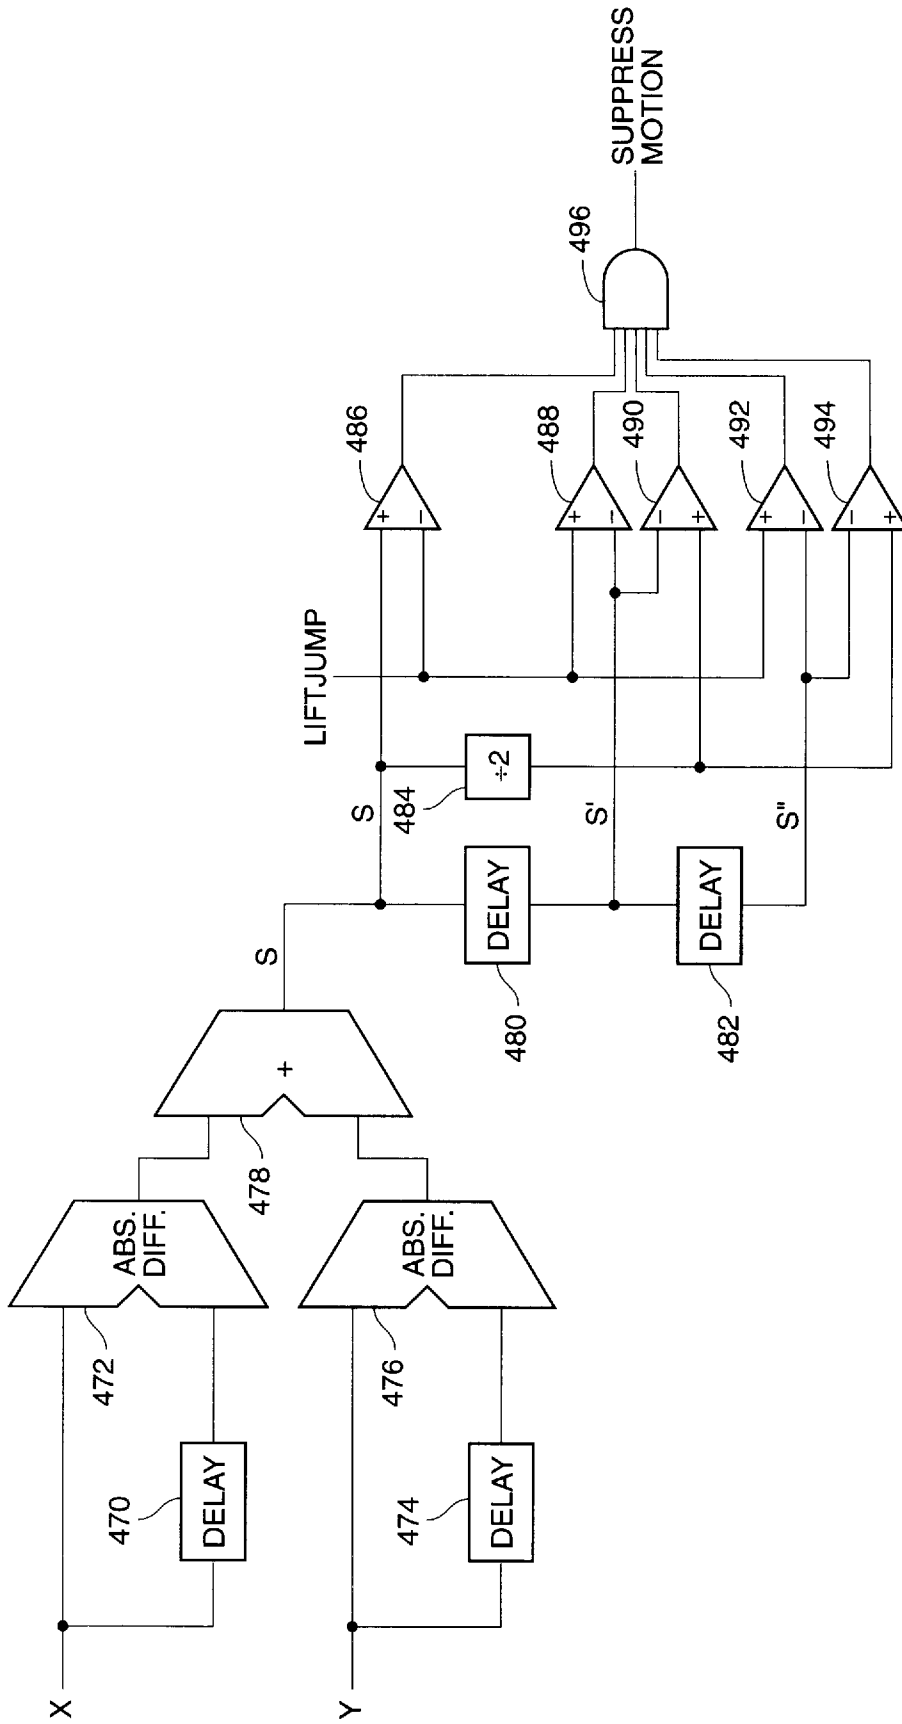 X
470
DELAY
472
ABS.
DIFF.
Y
474
DELAY
476
ABS.
DIFF.
478
+
S
480
DELAY
482
DELAY
S
484
÷2
S'
S"
LIFTJUMP
486
+
−
488
+
−
490
−
+
492
+
−
494
−
+
496
SUPPRESS
MOTION